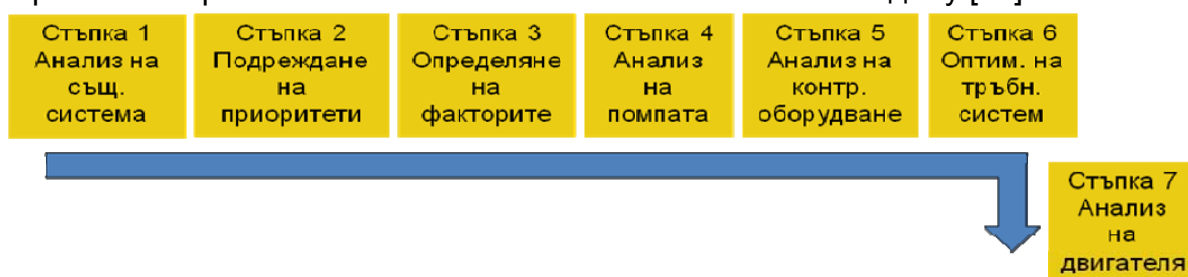 Стъпка 1
Анализ на
същ.
система
Стъпка 2
Подреждане
на
приоритети
Стъпка 3
Определяне
на
факторите
Стъпка 4
Анализ
на
помпата
Стъпка 5
Анализ на
контр.
оборудване
Стъпка 6
Оптим. на
тръбн.
систем
Стъпка 7
Анализ
на
двигателя